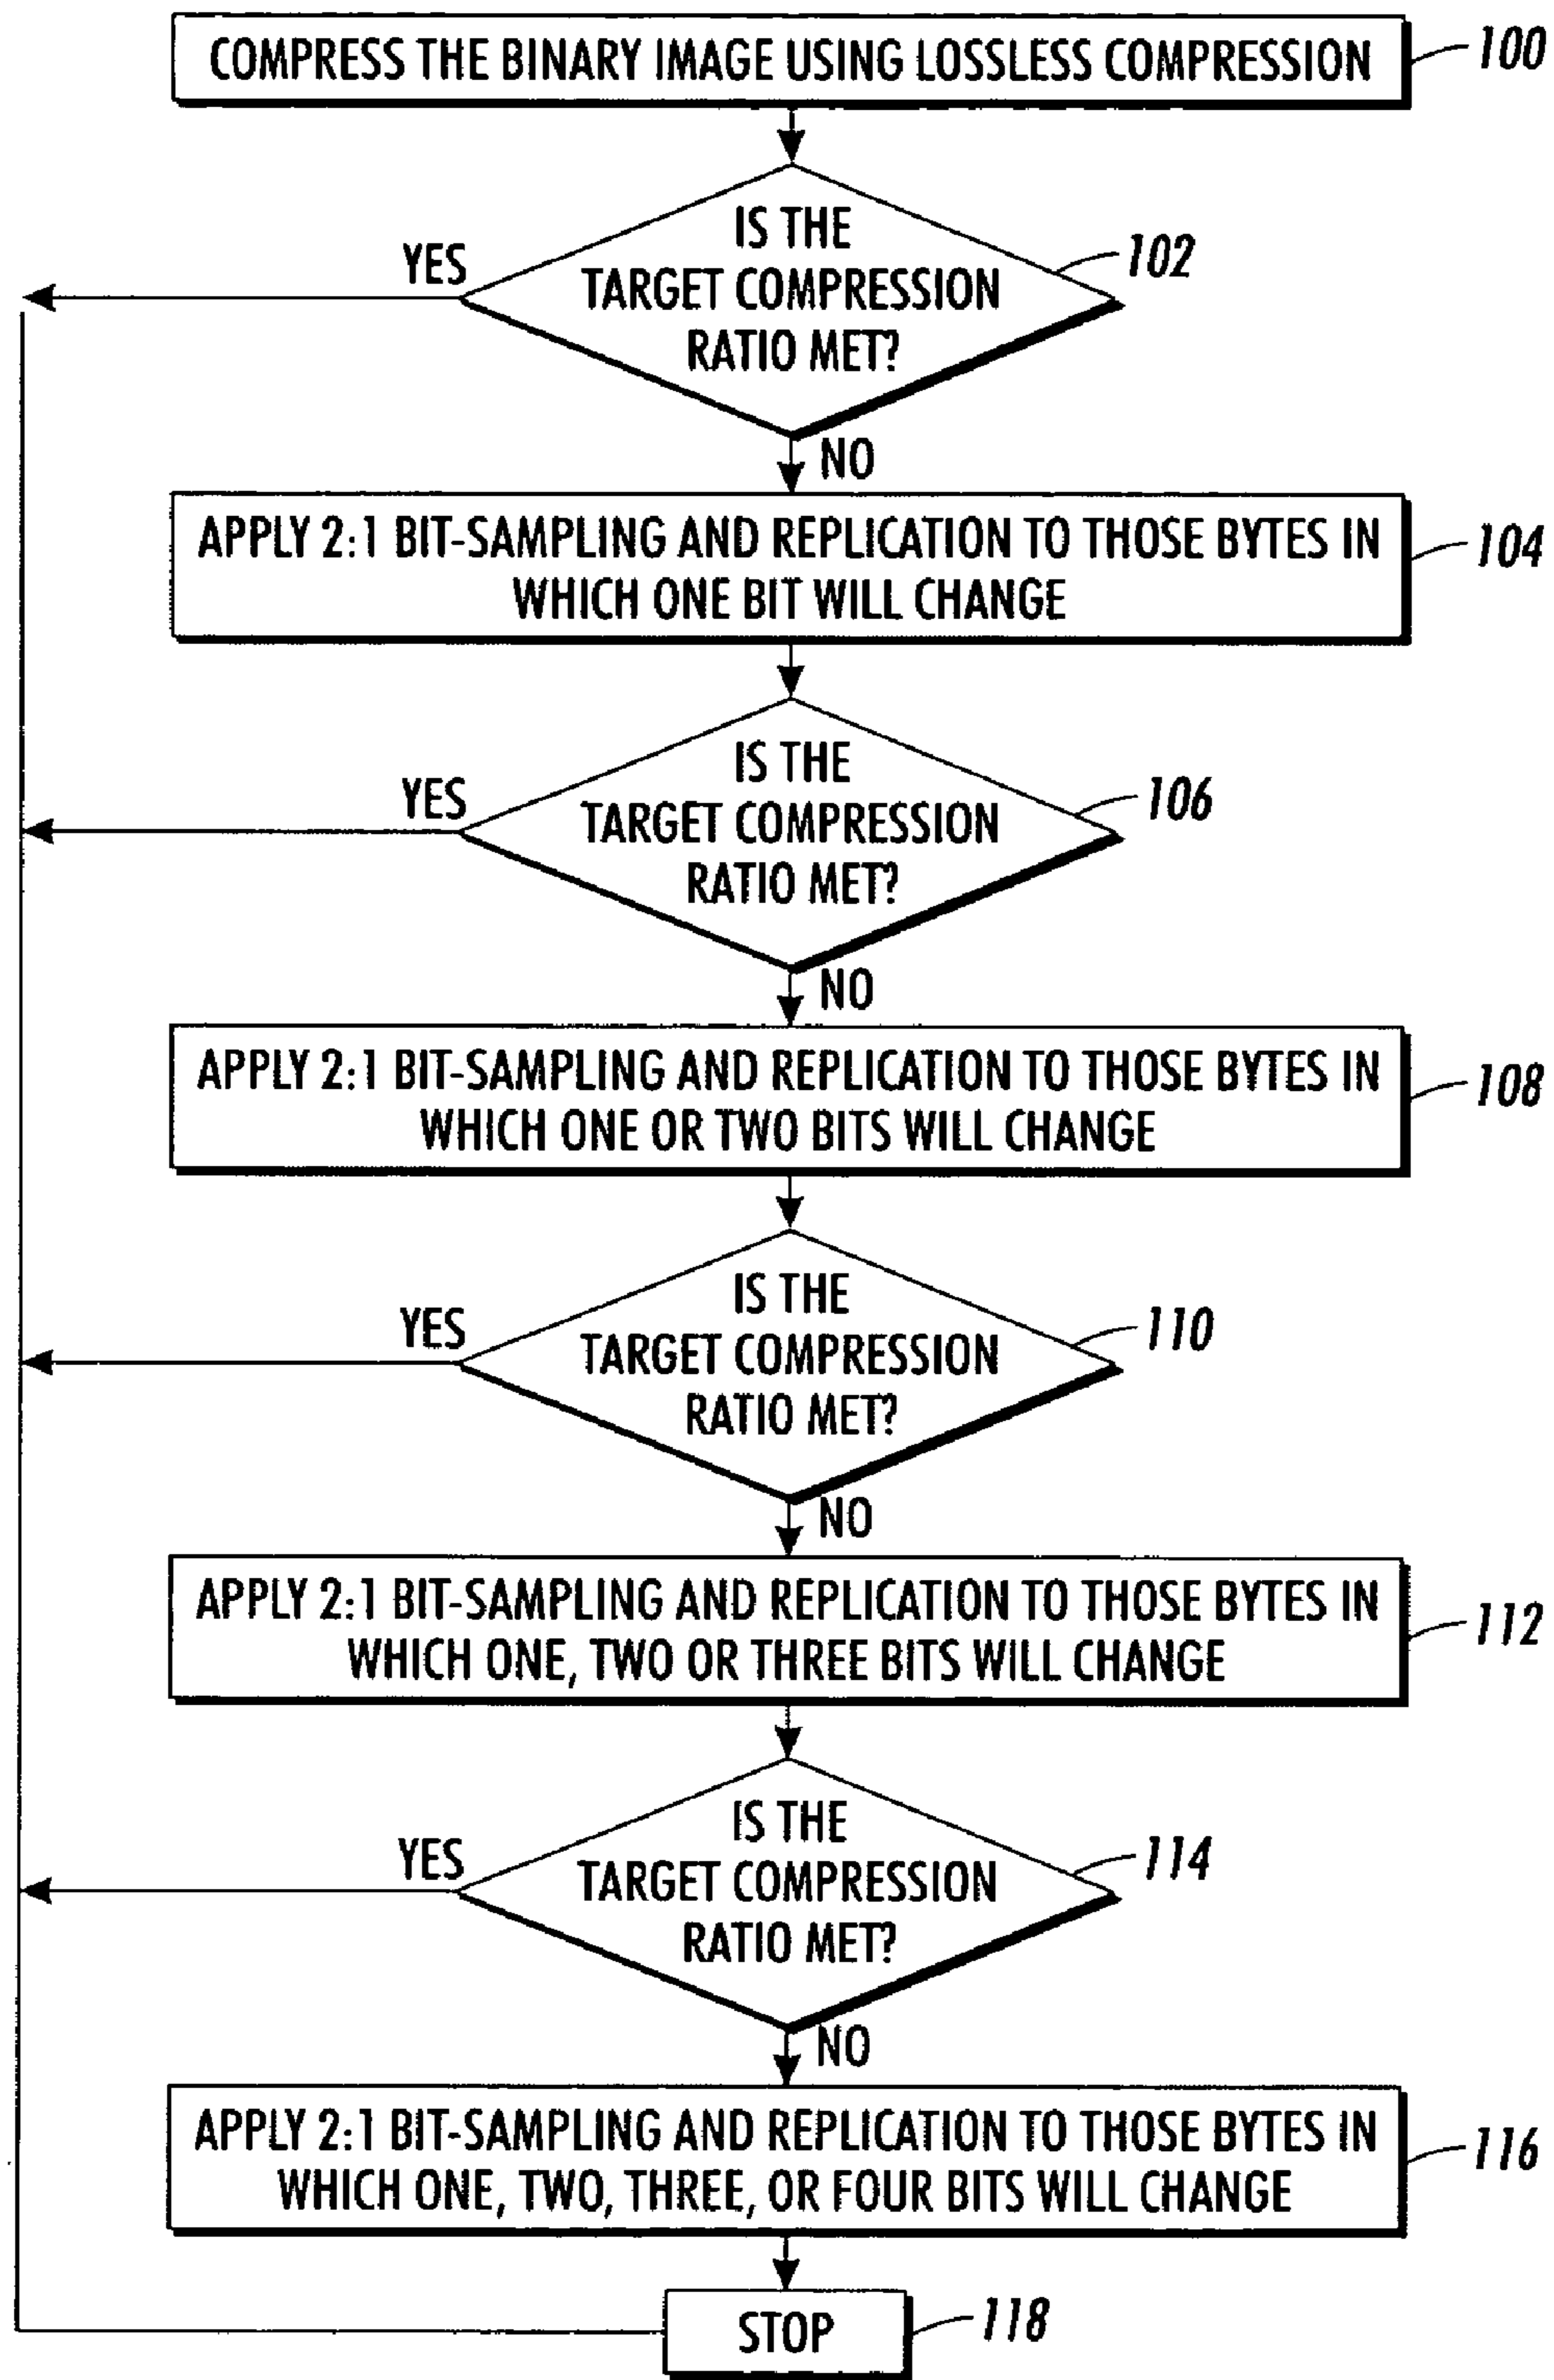 COMPRESS THE BINARY IMAGE USING LOSSLESS COMPRESSION
100
IS THE
TARGET COMPRESSION
RATIO MET?
102
YES
NO
APPLY 2:1 BIT-SAMPLING AND REPLICATION TO THOSE BYTES IN
WHICH ONE BIT WILL CHANGE
104
IS THE
TARGET COMPRESSION
RATIO MET?
106
YES
NO
APPLY 2:1 BIT-SAMPLING AND REPLICATION TO THOSE BYTES IN
WHICH ONE OR TWO BITS WILL CHANGE
108
IS THE
TARGET COMPRESSION
RATIO MET?
110
YES
NO
APPLY 2:1 BIT-SAMPLING AND REPLICATION TO THOSE BYTES IN
WHICH ONE, TWO OR THREE BITS WILL CHANGE
112
IS THE
TARGET COMPRESSION
RATIO MET?
114
YES
NO
APPLY 2:1 BIT-SAMPLING AND REPLICATION TO THOSE BYTES IN
WHICH ONE, TWO, THREE, OR FOUR BITS WILL CHANGE
116
STOP
118